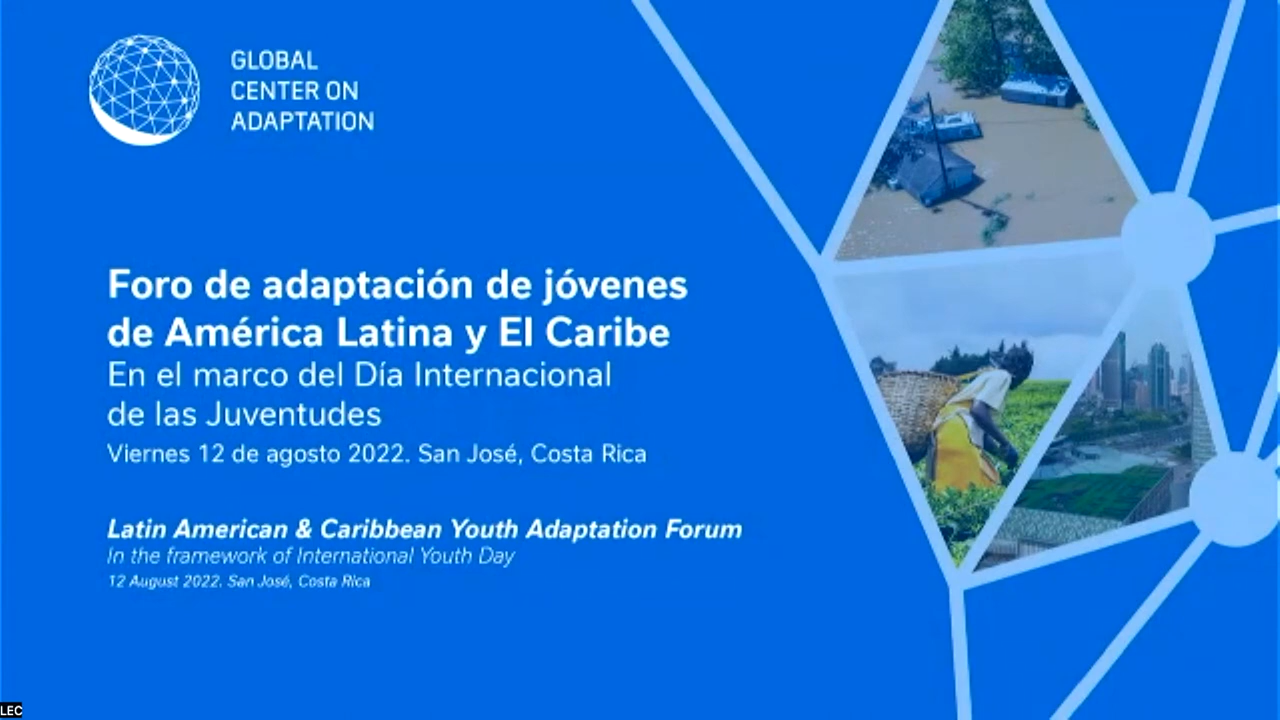 GLOBAL
CENTER ON
ADAPTATION
Foro de adaptación de jóvenes
de América Latina y El Caribe
En el marco del Día Internacional
de las Juventudes
Viernes 12 de agosto 2022. San José, Costa Rica
Latin American & Caribbean Youth Adaptation Forum
In the framework of International Youth Day
12 August 2022. San José, Costa Rica
LEC